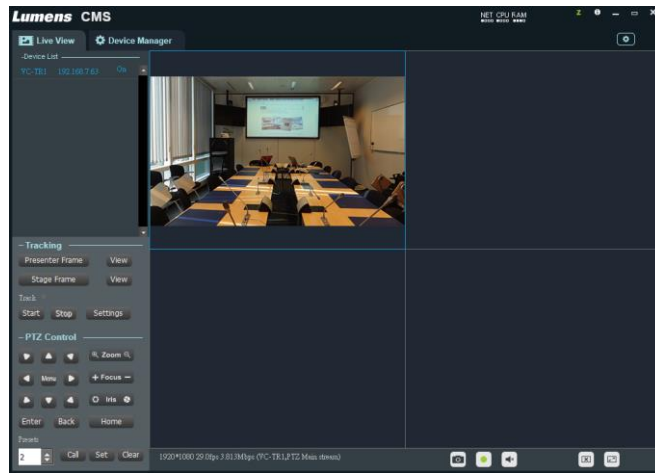 Lumens CMS NET CPU RAM
Live View Device Manager
-Device List
VC-TR1 192.168.7.63 On
- Tracking
Presenter Frame View
Stage Frame View
Track
Start Stop Settings
- PTZ Control
Zoom
Menu + Focus -
Iris
Enter Back Home
Presets
2 Call Set Clear
1920*1080 29.0fps 3.813Mbps (VC-TR1,PTZ Main stream)